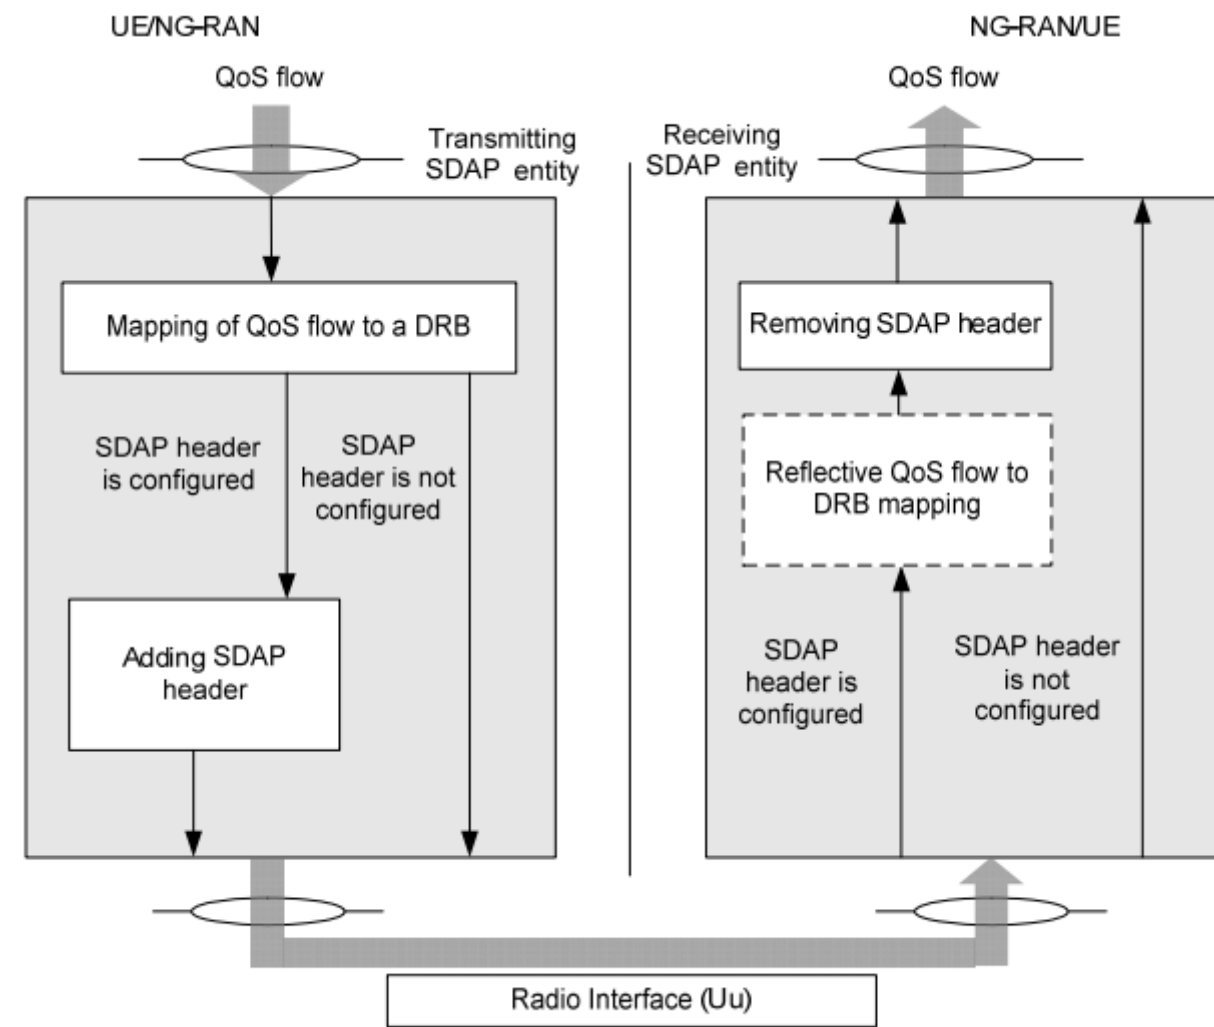 UE/NG-RAN
QoS flow
Transmitting
SDAP entity
Mapping of QoS flow to a DRB
SDAP header
is configured
SDAP
header is not
configured
Adding SDAP
header
NG-RAN/UE
QoS flow
Receiving
SDAP entity
Removing SDAP header
Reflective QoS flow to
DRB mapping
SDAP
header is
configured
SDAP header
is not
configured
Radio Interface (Uu)